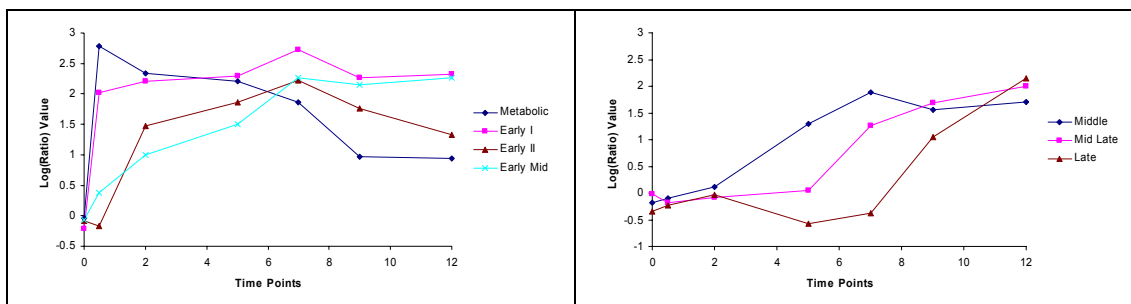 3
2.5
2
1.5
1
0.5
0
-0.5
0 2 4 6 8 10 12
Log(Ratio) Value
Time Points
Metabolic
Early I
Early II
Early Mid
3
2.5
2
1.5
1
0.5
0
-0.5
-1
0 2 4 6 8 10 12
Log(Ratio) Value
Time Points
Middle
Mid Late
Late